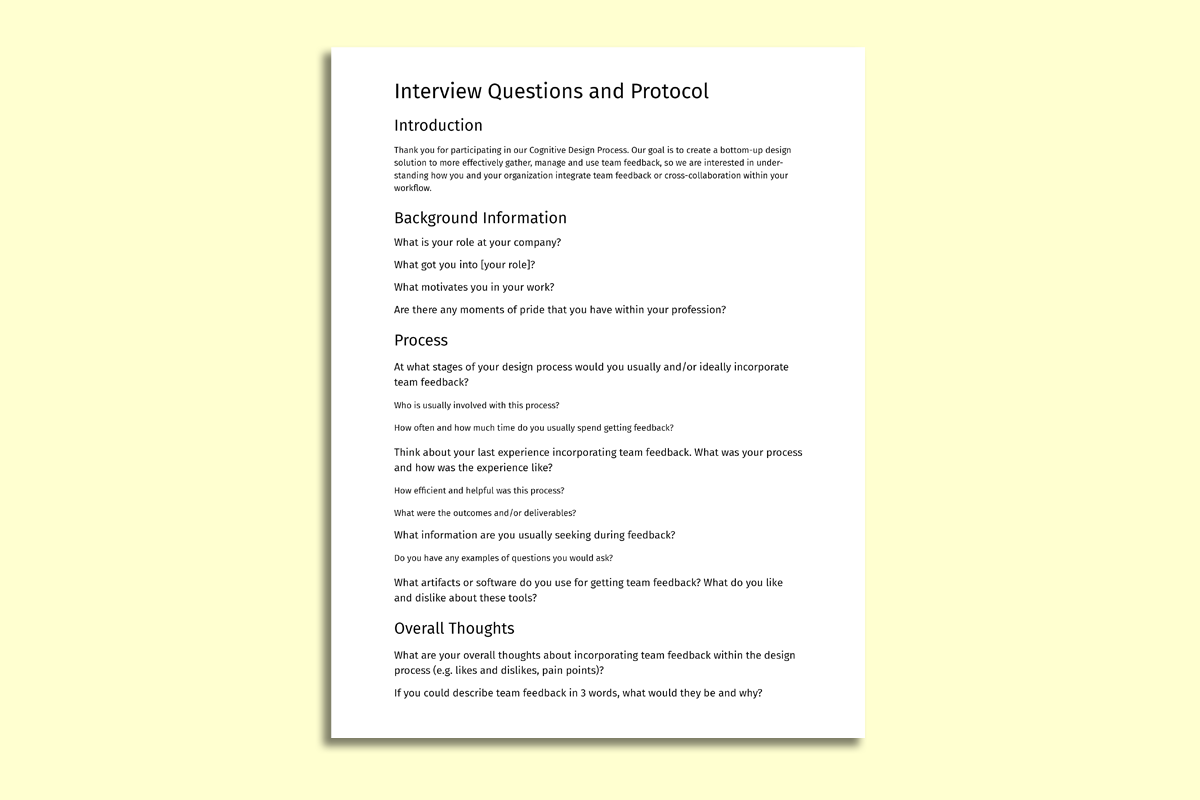 Interview Questions and Protocol
Introduction
Thank you for participating in our Cognitive Design Process. Our goal is to create a bottom-up design
solution to more effectively gather, manage and use team feedback, so we are interested in under-
standing how you and your organization integrate team feedback or cross-collaboration within your
workflow.
Background Information
What is your role at your company?
What got you into [your role]?
What motivates you in your work?
Are there any moments of pride that you have within your profession?
Process
At what stages of your design process would you usually and/or ideally incorporate
team feedback?
Who is usually involved with this process?
How often and how much time do you usually spend getting feedback?
Think about your last experience incorporating team feedback. What was your process
and how was the experience like?
How efficient and helpful was this process?
What were the outcomes and/or deliverables?
What information are you usually seeking during feedback?
Do you have any examples of questions you would ask?
What artifacts or software do you use for getting team feedback? What do you like
and dislike about these tools?
Overall Thoughts
What are your overall thoughts about incorporating team feedback within the design
process (e.g. likes and dislikes, pain points)?
If you could describe team feedback in 3 words, what would they be and why?